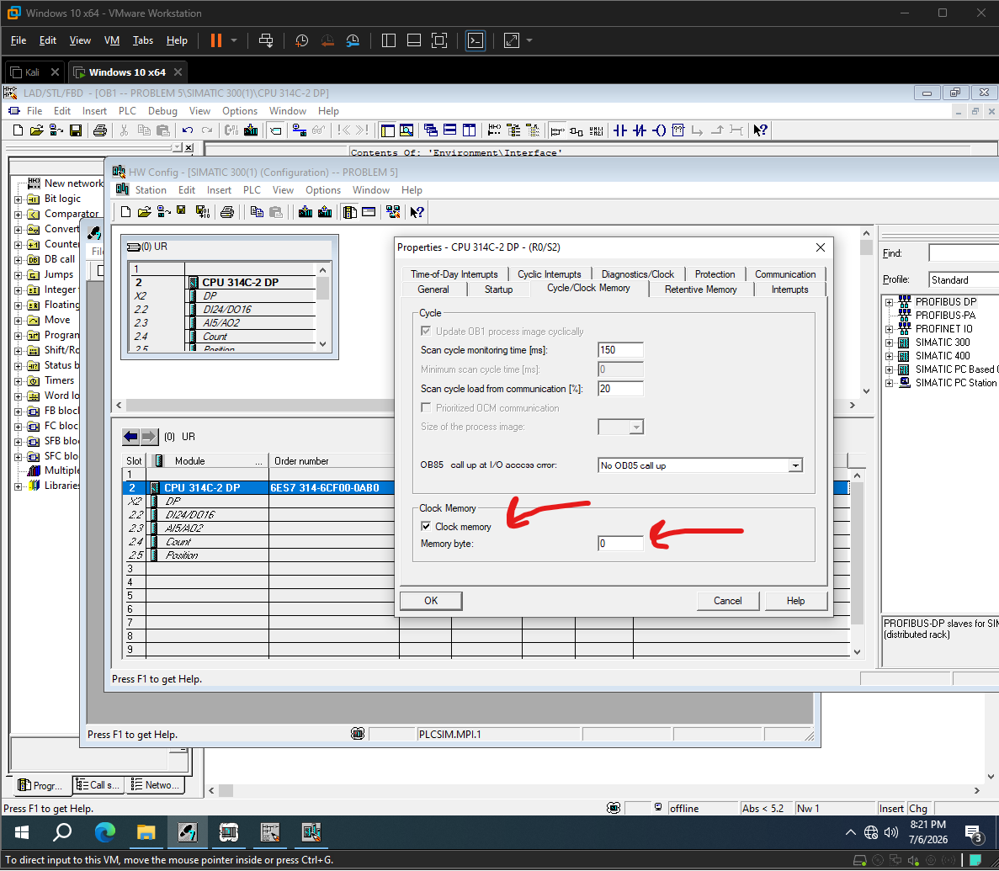 Windows 10 x64 - VMware Workstation
File Edit View VM Tabs Help
Kali
Windows 10 x64
LAD/STL/FBD - [OB1 -- PROBLEM 5\SIMATIC 300(1)\CPU 314C-2 DP]
File Edit Insert PLC Debug View Options Window Help
Contents Of: 'Environment\Interface'
New network
Bit logic
Comparator
Convert
Counter
DB call
Jumps
Integer
Floating
Move
Program
Shift/Ro
Status b
Timers
Word lo
FB block
FC bloc
SFB bloc
SFC bloc
Multiple
Libraries
Progr...
Call s...
Netwo...
Fil
HW Config - [SIMATIC 300(1) (Configuration) -- PROBLEM 5]
Station Edit Insert PLC View Options Window Help
(0) UR
1
2 CPU 314C-2 DP
X2 DP
2.2 DI24/DO16
2.3 AI5/AO2
2.4 Count
2.5 Position
(0) UR
Slot Module ... Order number
1
2 CPU 314C-2 DP 6ES7 314-6CF00-0AB0
X2 DP
2.2 DI24/DO16
2.3 AI5/AO2
2.4 Count
2.5 Position
3
4
5
6
7
8
9
Press F1 to get Help.
Properties - CPU 314C-2 DP - (R0/S2)
Time-of-Day Interrupts Cyclic Interrupts Diagnostics/Clock Protection Communication
General Startup Cycle/Clock Memory Retentive Memory Interrupts
Cycle
Update OB1 process image cyclically
Scan cycle monitoring time [ms]: 150
Minimum scan cycle time [ms]: 0
Scan cycle load from communication [%]: 20
Prioritized OCM communication
Size of the process image:
OB85 - call up at I/O access error: No OB85 call up
Clock Memory
Clock memory
Memory byte: 0
OK Cancel Help
Find:
Profile: Standard
PROFIBUS DP
PROFIBUS-PA
PROFINET IO
SIMATIC 300
SIMATIC 400
SIMATIC PC Based
SIMATIC PC Station
PROFIBUS-DP slaves for SIM
(distributed rack)
Press F1 to get Help.
PLCSIM.MPI.1
Press F1 to get Help.
offline
Abs < 5.2
Nw 1
Insert
Chg
8:21 PM
7/6/2026
3
To direct input to this VM, move the mouse pointer inside or press Ctrl+G.